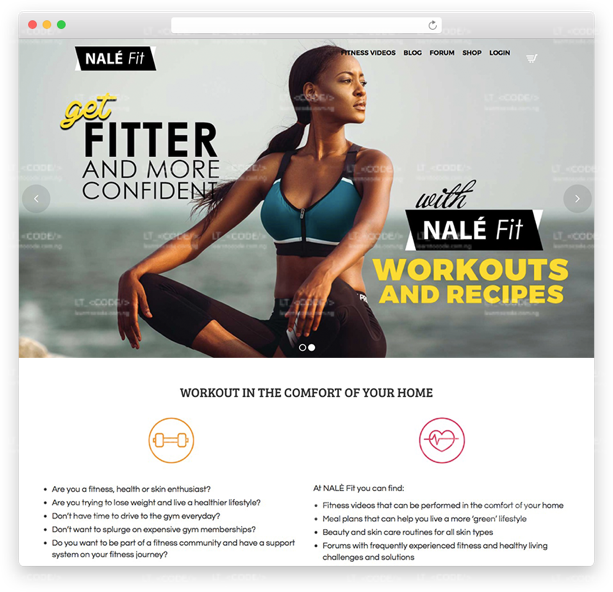 NALÉ Fit
FITNESS VIDEOS BLOG FORUM SHOP LOGIN
get
FITTER
AND MORE
CONFIDENT
with
NALÉ Fit
WORKOUTS
AND RECIPES
WORKOUT IN THE COMFORT OF YOUR HOME
Are you a fitness, health or skin enthusiast?
Are you trying to lose weight and live a healthier lifestyle?
Don't have time to drive to the gym everyday?
Don't want to splurge on expensive gym memberships?
Do you want to be part of a fitness community and have a support
system on your fitness journey?
At NALÉ Fit you can find:
Fitness videos that can be performed in the comfort of your home
Meal plans that can help you live a more 'green' lifestyle
Beauty and skin care routines for all skin types
Forums with frequently experienced fitness and healthy living
challenges and solutions
LT_<CODE/>